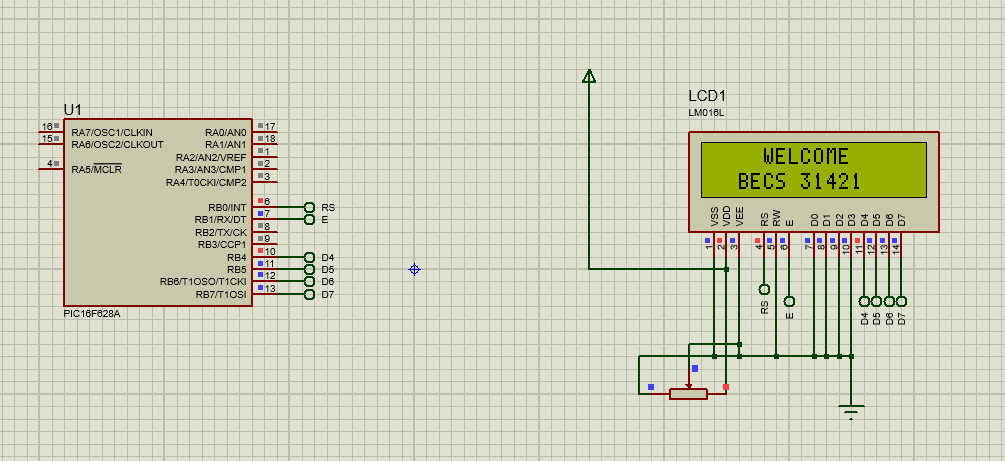 U1
16 RA7/OSC1/CLKIN RA0/AN0 17
15 RA6/OSC2/CLKOUT RA1/AN1 18
RA2/AN2/VREF 1
4 RA5/MCLR RA3/AN3/CMP1 2
RA4/T0CKI/CMP2 3
RB0/INT 6 RS
RB1/RX/DT 7 E
RB2/TX/CK 8
RB3/CCP1 9
RB4 10 D4
RB5 11 D5
RB6/T1OSO/T1CKI 12 D6
RB7/T1OSI 13 D7
PIC16F628A
LCD1
LM016L
WELCOME
BECS 31421
VSS VDD VEE RS RW E D0 D1 D2 D3 D4 D5 D6 D7
1 2 3 4 5 6 7 8 9 10 11 12 13 14
RS E D4 D5 D6 D7